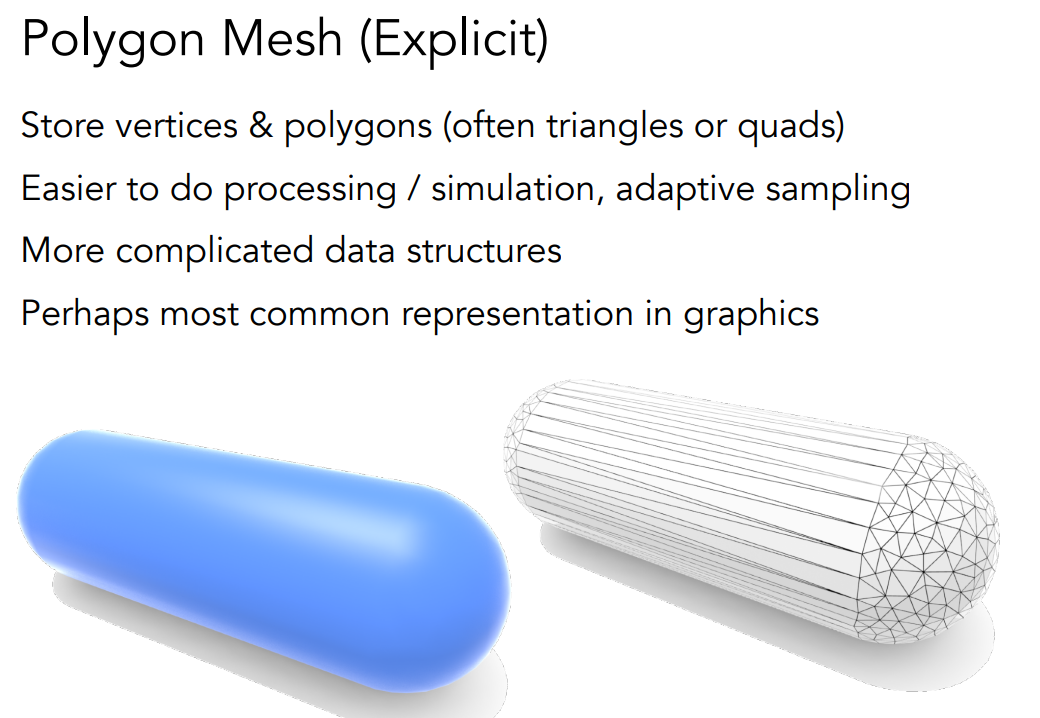 Polygon Mesh (Explicit)
Store vertices & polygons (often triangles or quads)
Easier to do processing / simulation, adaptive sampling
More complicated data structures
Perhaps most common representation in graphics